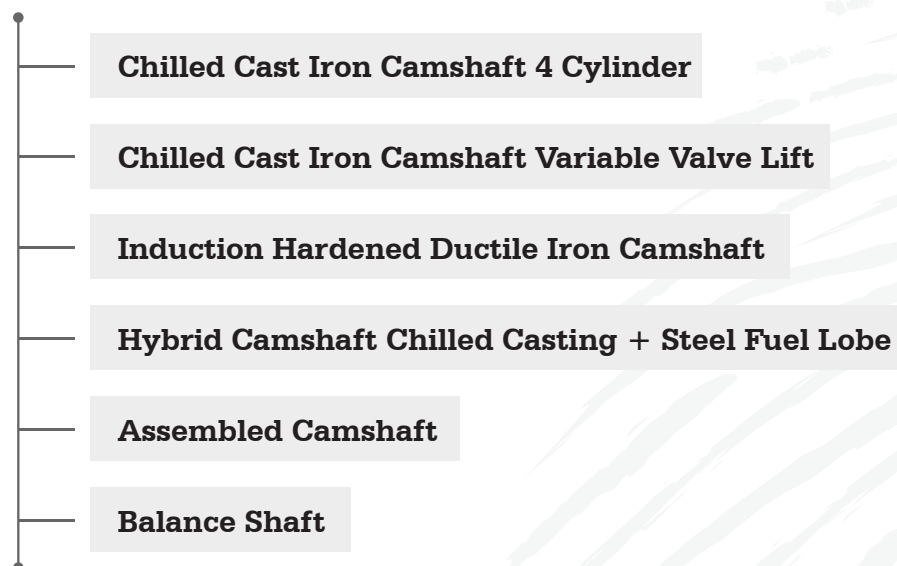 Chilled Cast Iron Camshaft 4 Cylinder
Chilled Cast Iron Camshaft Variable Valve Lift
Induction Hardened Ductile Iron Camshaft
Hybrid Camshaft Chilled Casting + Steel Fuel Lobe
Assembled Camshaft
Balance Shaft